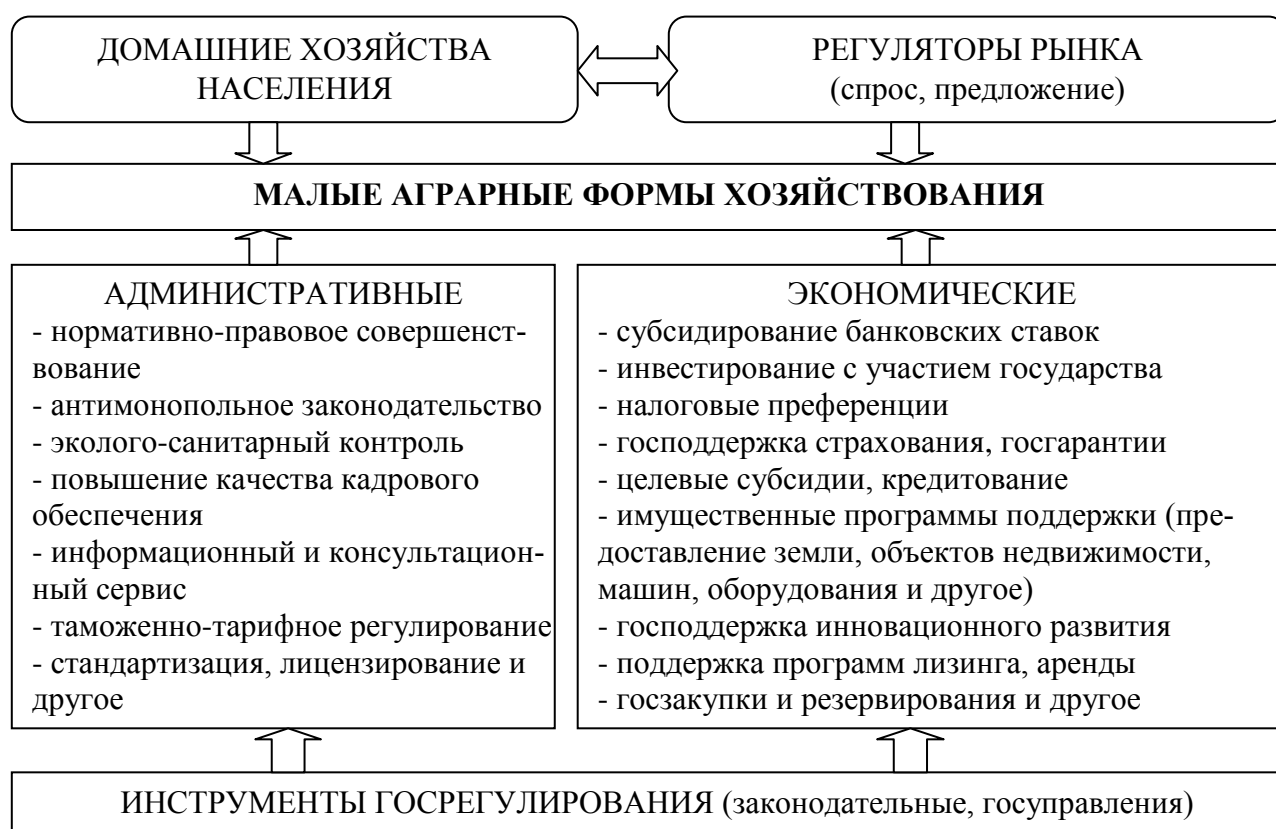 ДОМАШНИЕ ХОЗЯЙСТВА
НАСЕЛЕНИЯ
РЕГУЛЯТОРЫ РЫНКА
(спрос, предложение)
МАЛЫЕ АГРАРНЫЕ ФОРМЫ ХОЗЯЙСТВОВАНИЯ
АДМИНИСТРАТИВНЫЕ
- нормативно-правовое совершенст-
вование
- антимонопольное законодательство
- эколого-санитарный контроль
- повышение качества кадрового
обеспечения
- информационный и консультацион-
ный сервис
- таможенно-тарифное регулирование
- стандартизация, лицензирование и
другое
ЭКОНОМИЧЕСКИЕ
- субсидирование банковских ставок
- инвестирование с участием государства
- налоговые преференции
- господдержка страхования, госгарантии
- целевые субсидии, кредитование
- имущественные программы поддержки (пре-
доставление земли, объектов недвижимости,
машин, оборудования и другое)
- господдержка инновационного развития
- поддержка программ лизинга, аренды
- госзакупки и резервирования и другое
ИНСТРУМЕНТЫ ГОСРЕГУЛИРОВАНИЯ (законодательные, госуправления)